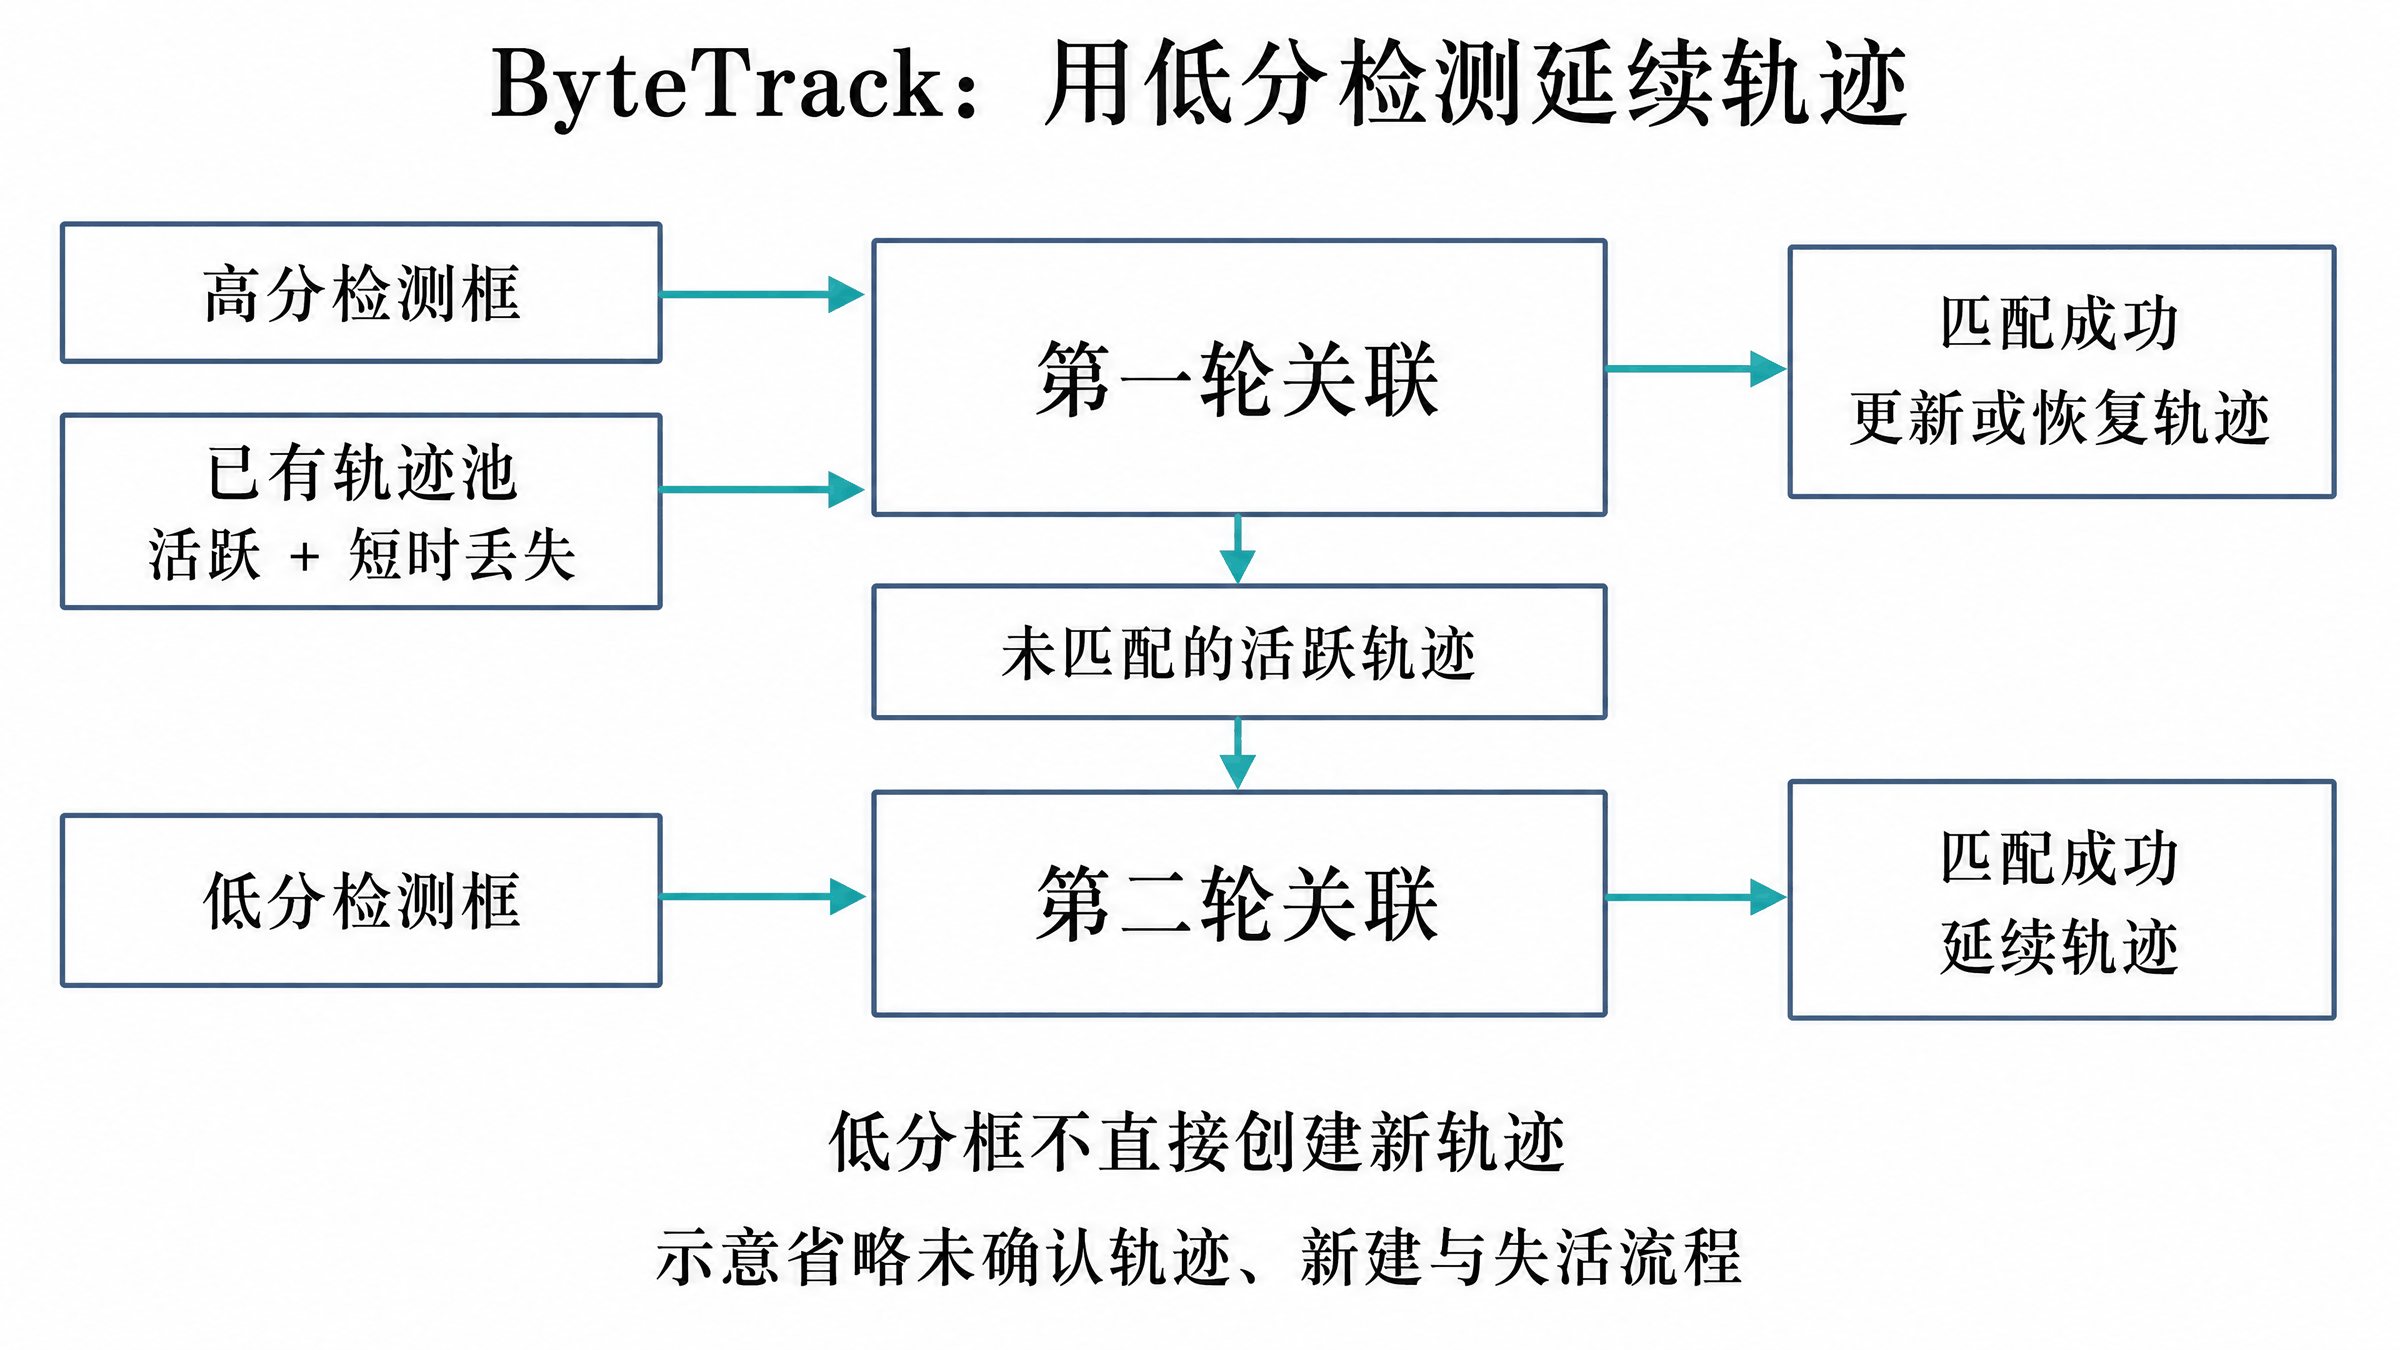 ByteTrack：用低分检测延续轨迹
高分检测框
已有轨迹池
活跃 + 短时丢失
第一轮关联
匹配成功
更新或恢复轨迹
未匹配的活跃轨迹
低分检测框
第二轮关联
匹配成功
延续轨迹
低分框不直接创建新轨迹
示意省略未确认轨迹、新建与失活流程